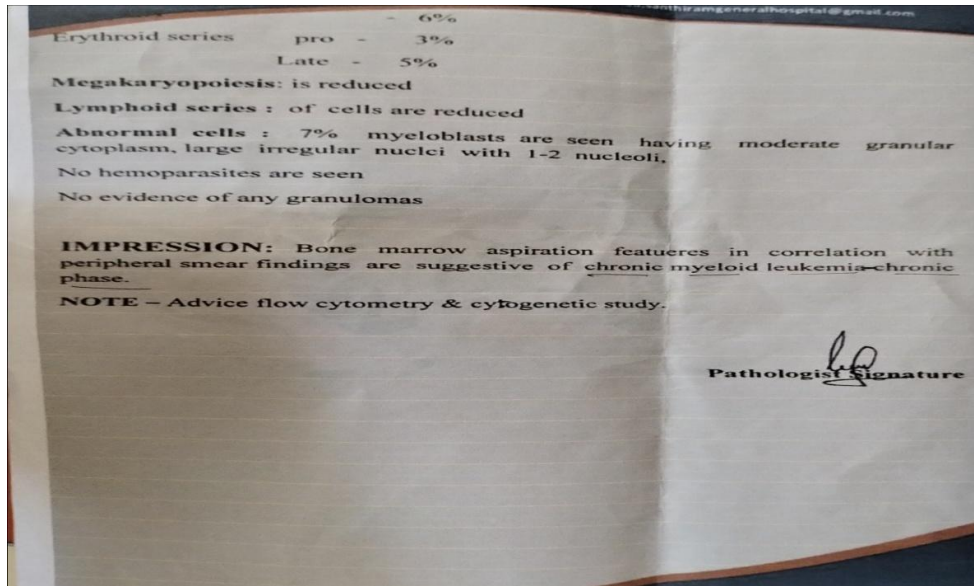 santhiramgeneralhospital@gmail.com
- 6%
Erythroid series pro - 3%
Late - 5%
Megakaryopoiesis: is reduced
Lymphoid series : of cells are reduced
Abnormal cells : 7% myeloblasts are seen having moderate granular
cytoplasm, large irregular nuclei with 1-2 nucleoli,
No hemoparasites are seen
No evidence of any granulomas
IMPRESSION: Bone marrow aspiration featueres in correlation with
peripheral smear findings are suggestive of chronic myeloid leukemia-chronic
phase.
NOTE – Advice flow cytometry & cytogenetic study.
Pathologist Signature